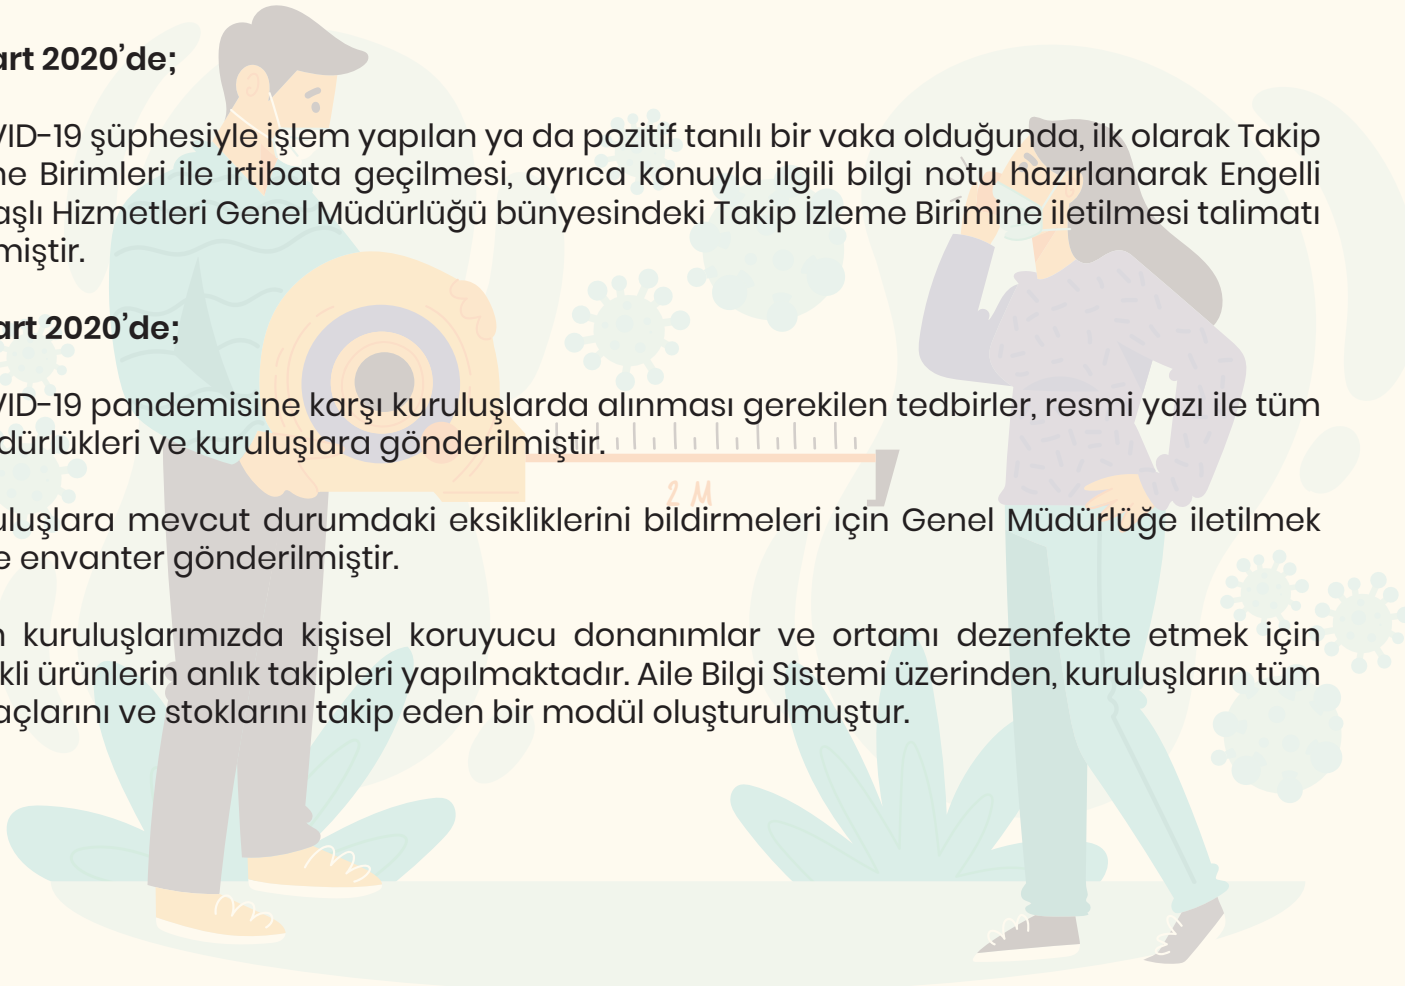 art 2020’de;
VID-19 şüphesiyle işlem yapılan ya da pozitif tanılı bir vaka olduğunda, ilk olarak Takip
ne Birimleri ile irtibata geçilmesi, ayrıca konuyla ilgili bilgi notu hazırlanarak Engelli
aşlı Hizmetleri Genel Müdürlüğü bünyesindeki Takip İzleme Birimine iletilmesi talimatı
miştir.
art 2020’de;
VID-19 pandemisine karşı kuruluşlarda alınması gerekilen tedbirler, resmi yazı ile tüm
dürlükleri ve kuruluşlara gönderilmiştir.
2 M
uluşlara mevcut durumdaki eksikliklerini bildirmeleri için Genel Müdürlüğe iletilmek
e envanter gönderilmiştir.
n kuruluşlarımızda kişisel koruyucu donanımlar ve ortamı dezenfekte etmek için
kli ürünlerin anlık takipleri yapılmaktadır. Aile Bilgi Sistemi üzerinden, kuruluşların tüm
açlarını ve stoklarını takip eden bir modül oluşturulmuştur.